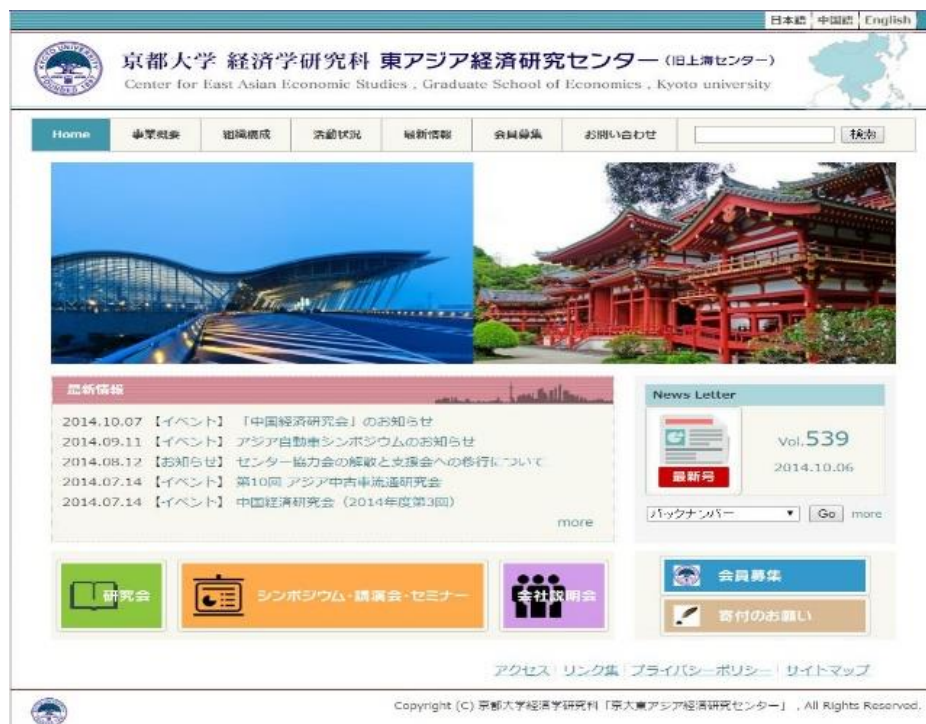 日本語 中国語 English
京都大学 経済学研究科 東アジア経済研究センター (旧上海センター)
Center for East Asian Economic Studies , Graduate School of Economics , Kyoto university
Home 事業概要 組織構成 活動状況 最新情報 会員募集 お問い合わせ 検索
最新情報
2014.10.07 【イベント】 「中国経済研究会」のお知らせ
2014.09.11 【イベント】 アジア自動車シンポジウムのお知らせ
2014.08.12 【お知らせ】 センター協力会の解散と支援会への移行について
2014.07.14 【イベント】 第10回 アジア中古車流通研究会
2014.07.14 【イベント】 中国経済研究会（2014年度第3回）
more
News Letter
Vol.539
2014.10.06
最新号
バックナンバー Go more
研究会 シンポジウム・講演会・セミナー 会社説明会
会員募集
寄付のお願い
アクセス リンク集 プライバシーポリシー サイトマップ
Copyright (C) 京都大学経済学研究科「京大東アジア経済研究センター」 , All Rights Reserved.